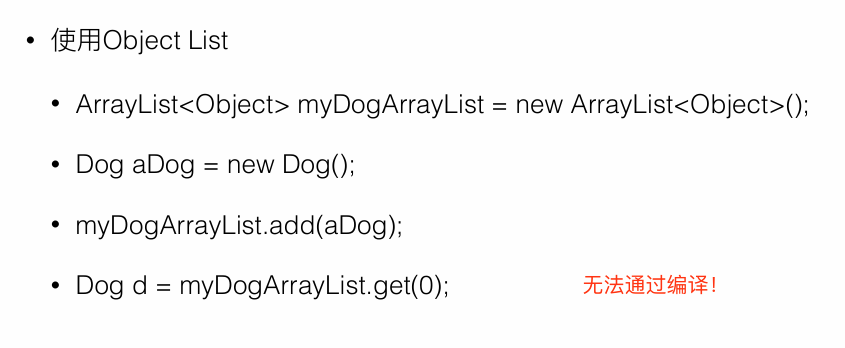 • 使用Object List
• ArrayList<Object> myDogArrayList = new ArrayList<Object>();
• Dog aDog = new Dog();
• myDogArrayList.add(aDog);
• Dog d = myDogArrayList.get(0); 无法通过编译!